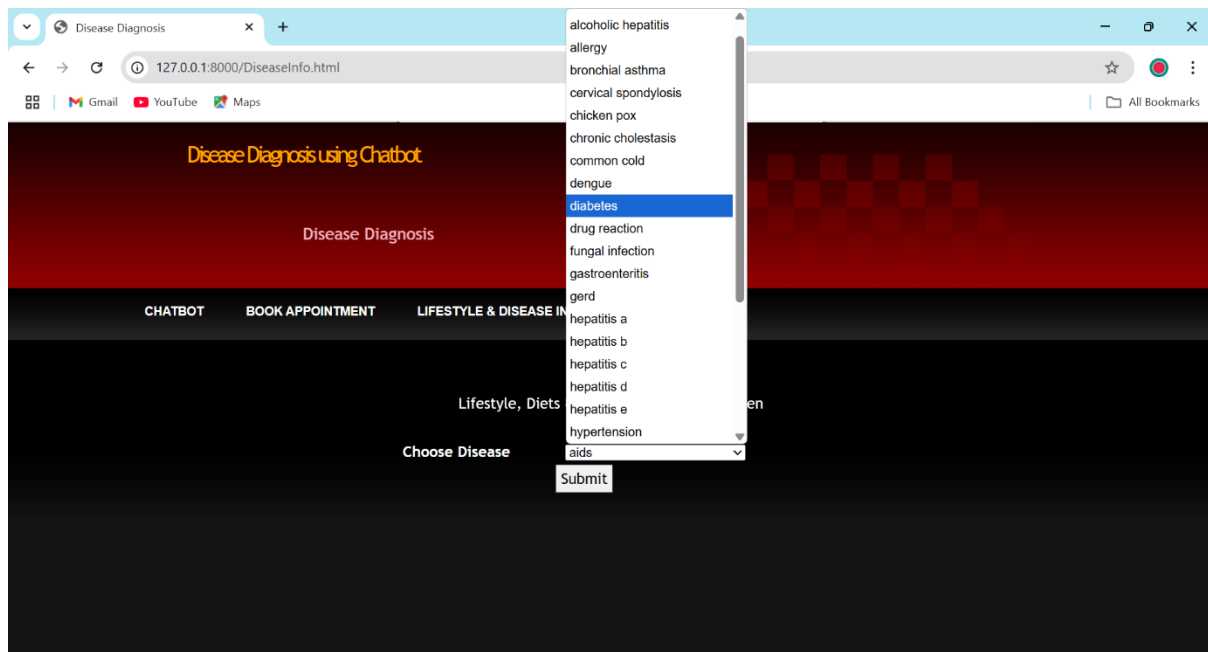 Disease Diagnosis
127.0.0.1:8000/DiseaseInfo.html
Gmail YouTube Maps All Bookmarks
Disease Diagnosis using Chatbot
Disease Diagnosis
CHATBOT BOOK APPOINTMENT LIFESTYLE & DISEASE IN
alcoholic hepatitis
allergy
bronchial asthma
cervical spondylosis
chicken pox
chronic cholestasis
common cold
dengue
diabetes
drug reaction
fungal infection
gastroenteritis
gerd
hepatitis a
hepatitis b
hepatitis c
hepatitis d
hepatitis e
hypertension
Lifestyle, Diets en
Choose Disease aids
Submit